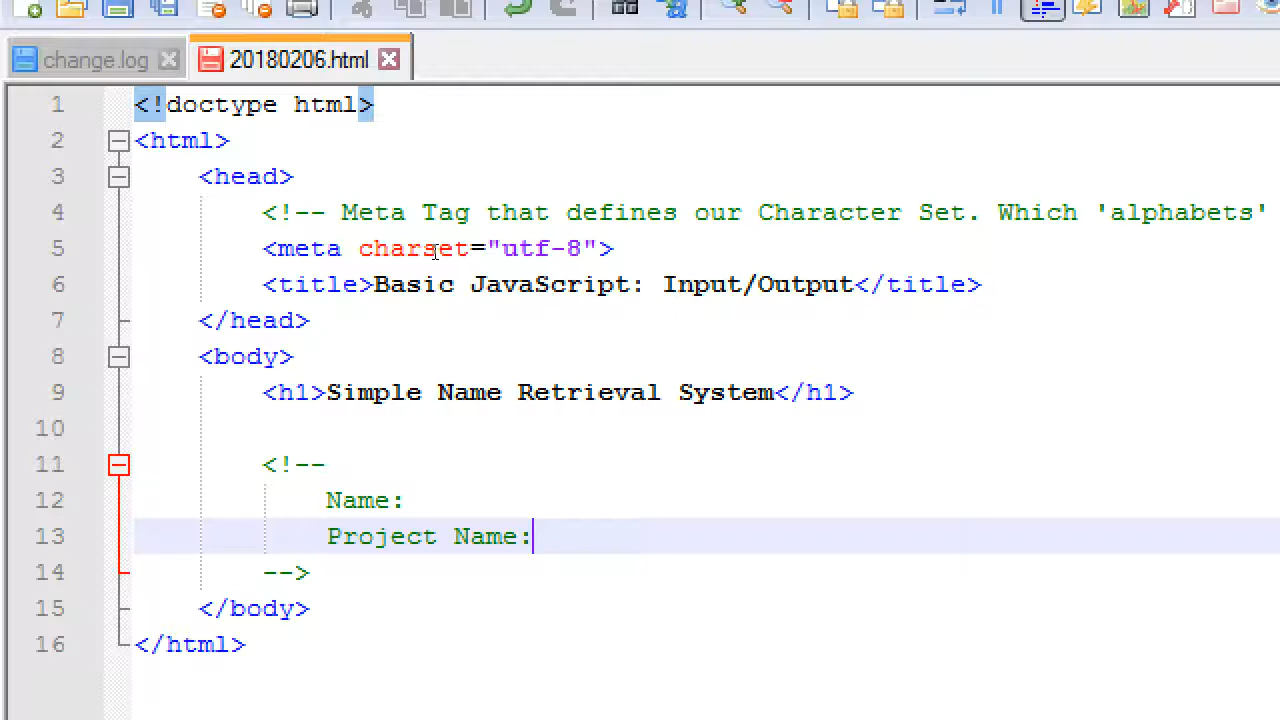 change.log
20180206.html
1 <!doctype html>
2 <html>
3 <head>
4 <!-- Meta Tag that defines our Character Set. Which 'alphabets'
5 <meta charset="utf-8">
6 <title>Basic JavaScript: Input/Output</title>
7 </head>
8 <body>
9 <h1>Simple Name Retrieval System</h1>
10
11 <!--
12 Name:
13 Project Name:
14 -->
15 </body>
16 </html>